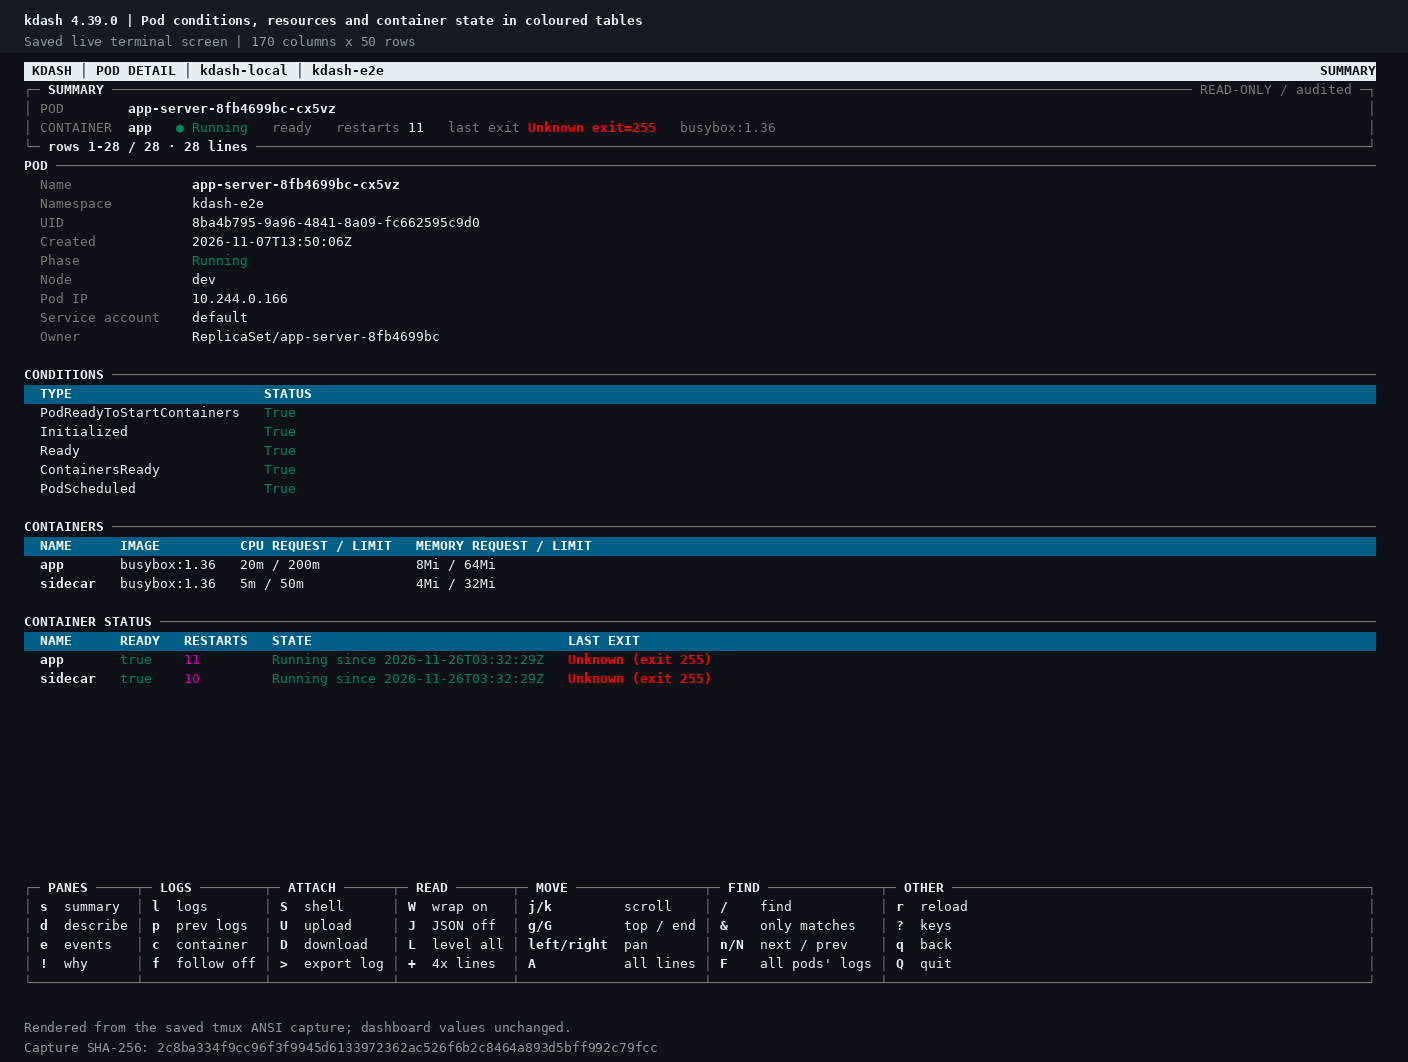 kdash 4.39.0 | Pod conditions, resources and container state in coloured tables
Saved live terminal screen | 170 columns x 50 rows
KDASH │ POD DETAIL │ kdash-local │ kdash-e2e SUMMARY
SUMMARY READ-ONLY / audited
POD app-server-8fb4699bc-cx5vz
CONTAINER app ● Running ready restarts 11 last exit Unknown exit=255 busybox:1.36
rows 1-28 / 28 · 28 lines
POD
Name app-server-8fb4699bc-cx5vz
Namespace kdash-e2e
UID 8ba4b795-9a96-4841-8a09-fc662595c9d0
Created 2026-11-07T13:50:06Z
Phase Running
Node dev
Pod IP 10.244.0.166
Service account default
Owner ReplicaSet/app-server-8fb4699bc
CONDITIONS
TYPE STATUS
PodReadyToStartContainers True
Initialized True
Ready True
ContainersReady True
PodScheduled True
CONTAINERS
NAME IMAGE CPU REQUEST / LIMIT MEMORY REQUEST / LIMIT
app busybox:1.36 20m / 200m 8Mi / 64Mi
sidecar busybox:1.36 5m / 50m 4Mi / 32Mi
CONTAINER STATUS
NAME READY RESTARTS STATE LAST EXIT
app true 11 Running since 2026-11-26T03:32:29Z Unknown (exit 255)
sidecar true 10 Running since 2026-11-26T03:32:29Z Unknown (exit 255)
PANES LOGS ATTACH READ MOVE FIND OTHER
s summary │ l logs │ S shell │ W wrap on │ j/k scroll │ / find │ r reload
d describe │ p prev logs │ U upload │ J JSON off │ g/G top / end │ & only matches │ ? keys
e events │ c container │ D download │ L level all │ left/right pan │ n/N next / prev │ q back
! why │ f follow off │ > export log │ + 4x lines │ A all lines │ F all pods' logs │ Q quit
Rendered from the saved tmux ANSI capture; dashboard values unchanged.
Capture SHA-256: 2c8ba334f9cc96f3f9945d6133972362ac526f6b2c8464a893d5bff992c79fcc